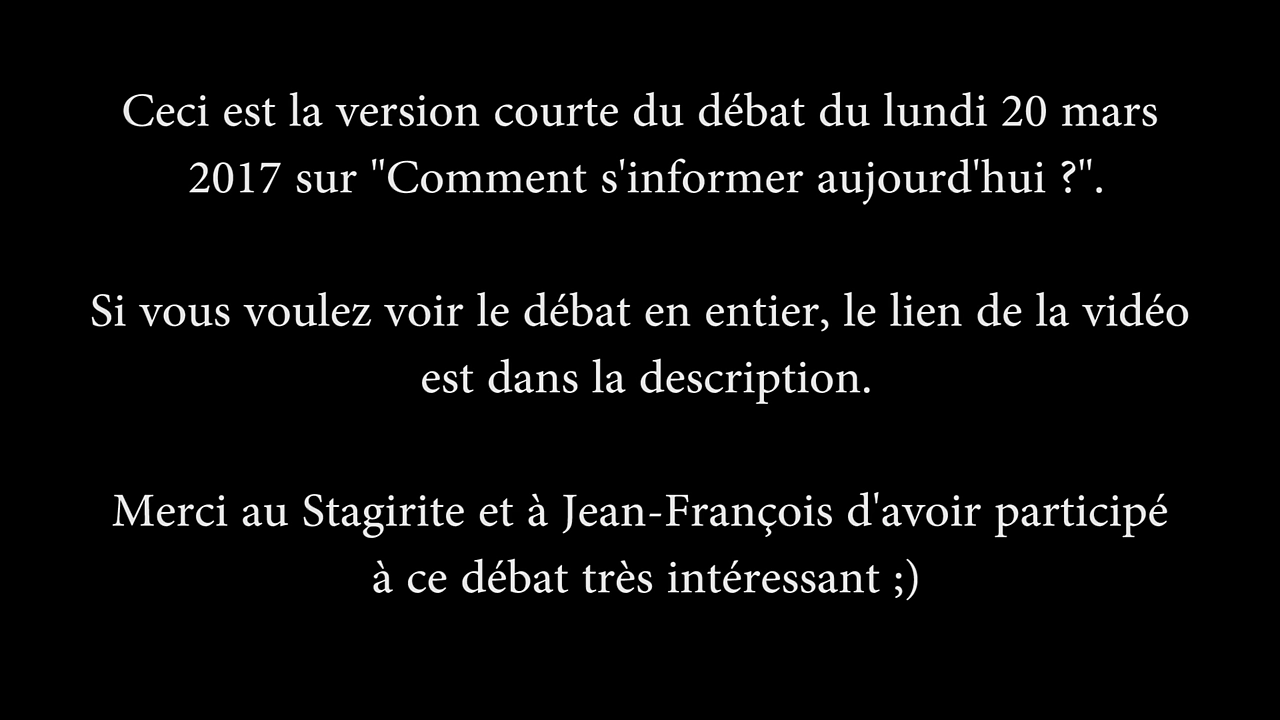 Ceci est la version courte du débat du lundi 20 mars
2017 sur "Comment s'informer aujourd'hui ?".
Si vous voulez voir le débat en entier, le lien de la vidéo
est dans la description.
Merci au Stagirite et à Jean-François d'avoir participé
à ce débat très intéressant ;)